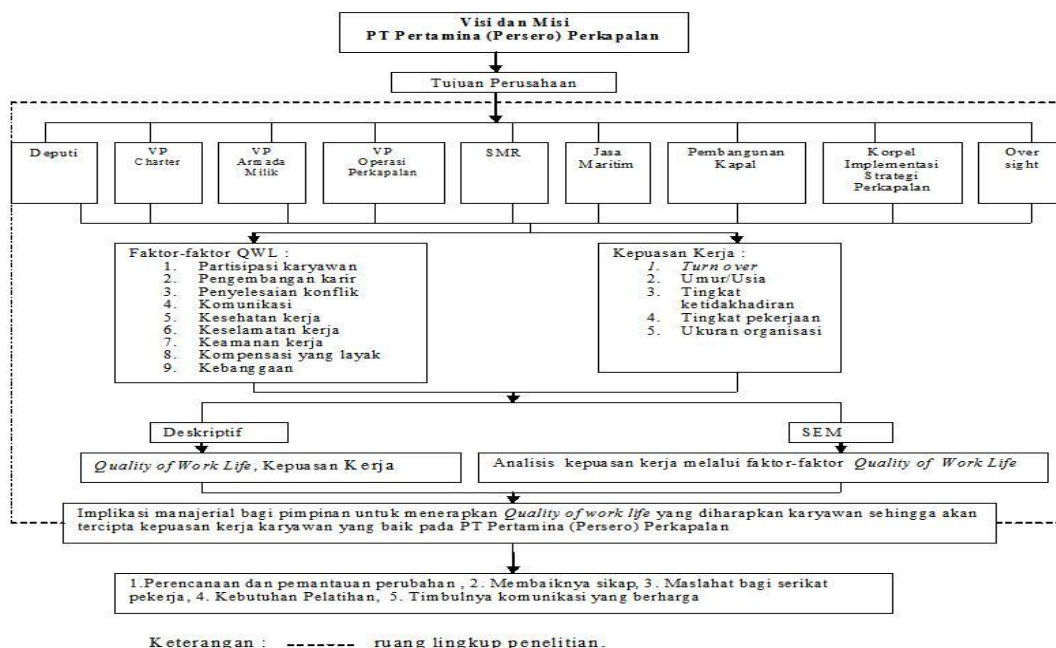 Visi dan Misi
PT Pertamina (Persero) Perkapalan
Tujuan Perusahaan
Deputi
VP
Charter
VP
Armada
Milik
VP
Operasi
Perkapalan
SMR
Jasa
Maritim
Pembangunan
Kapal
Korpel
Implementasi
Strategi
Perkapalan
Over
sight
Faktor-faktor QWL :
1. Partisipasi karyawan
2. Pengembangan karir
3. Penyelesaian konflik
4. Komunikasi
5. Kesehatan kerja
6. Keselamatan kerja
7. Keamanan kerja
8. Kompensasi yang layak
9. Kebanggaan
Kepuasan Kerja :
1. Turn over
2. Umur/Usia
3. Tingkat
ketidakhadiran
4. Tingkat pekerjaan
5. Ukuran organisasi
Deskriptif
SEM
Quality of Work Life, Kepuasan Kerja
Analisis kepuasan kerja melalui faktor-faktor Quality of Work Life
Implikasi manajerial bagi pimpinan untuk menerapkan Quality of work life yang diharapkan karyawan sehingga akan
tercipta kepuasan kerja karyawan yang baik pada PT Pertamina (Persero) Perkapalan
1.Perencanaan dan pemantauan perubahan , 2. Membaiknya sikap, 3. Maslahat bagi serikat
pekerja, 4. Kebutuhan Pelatihan, 5. Timbulnya komunikasi yang berharga
Keterangan : ------- ruang lingkup penelitian.